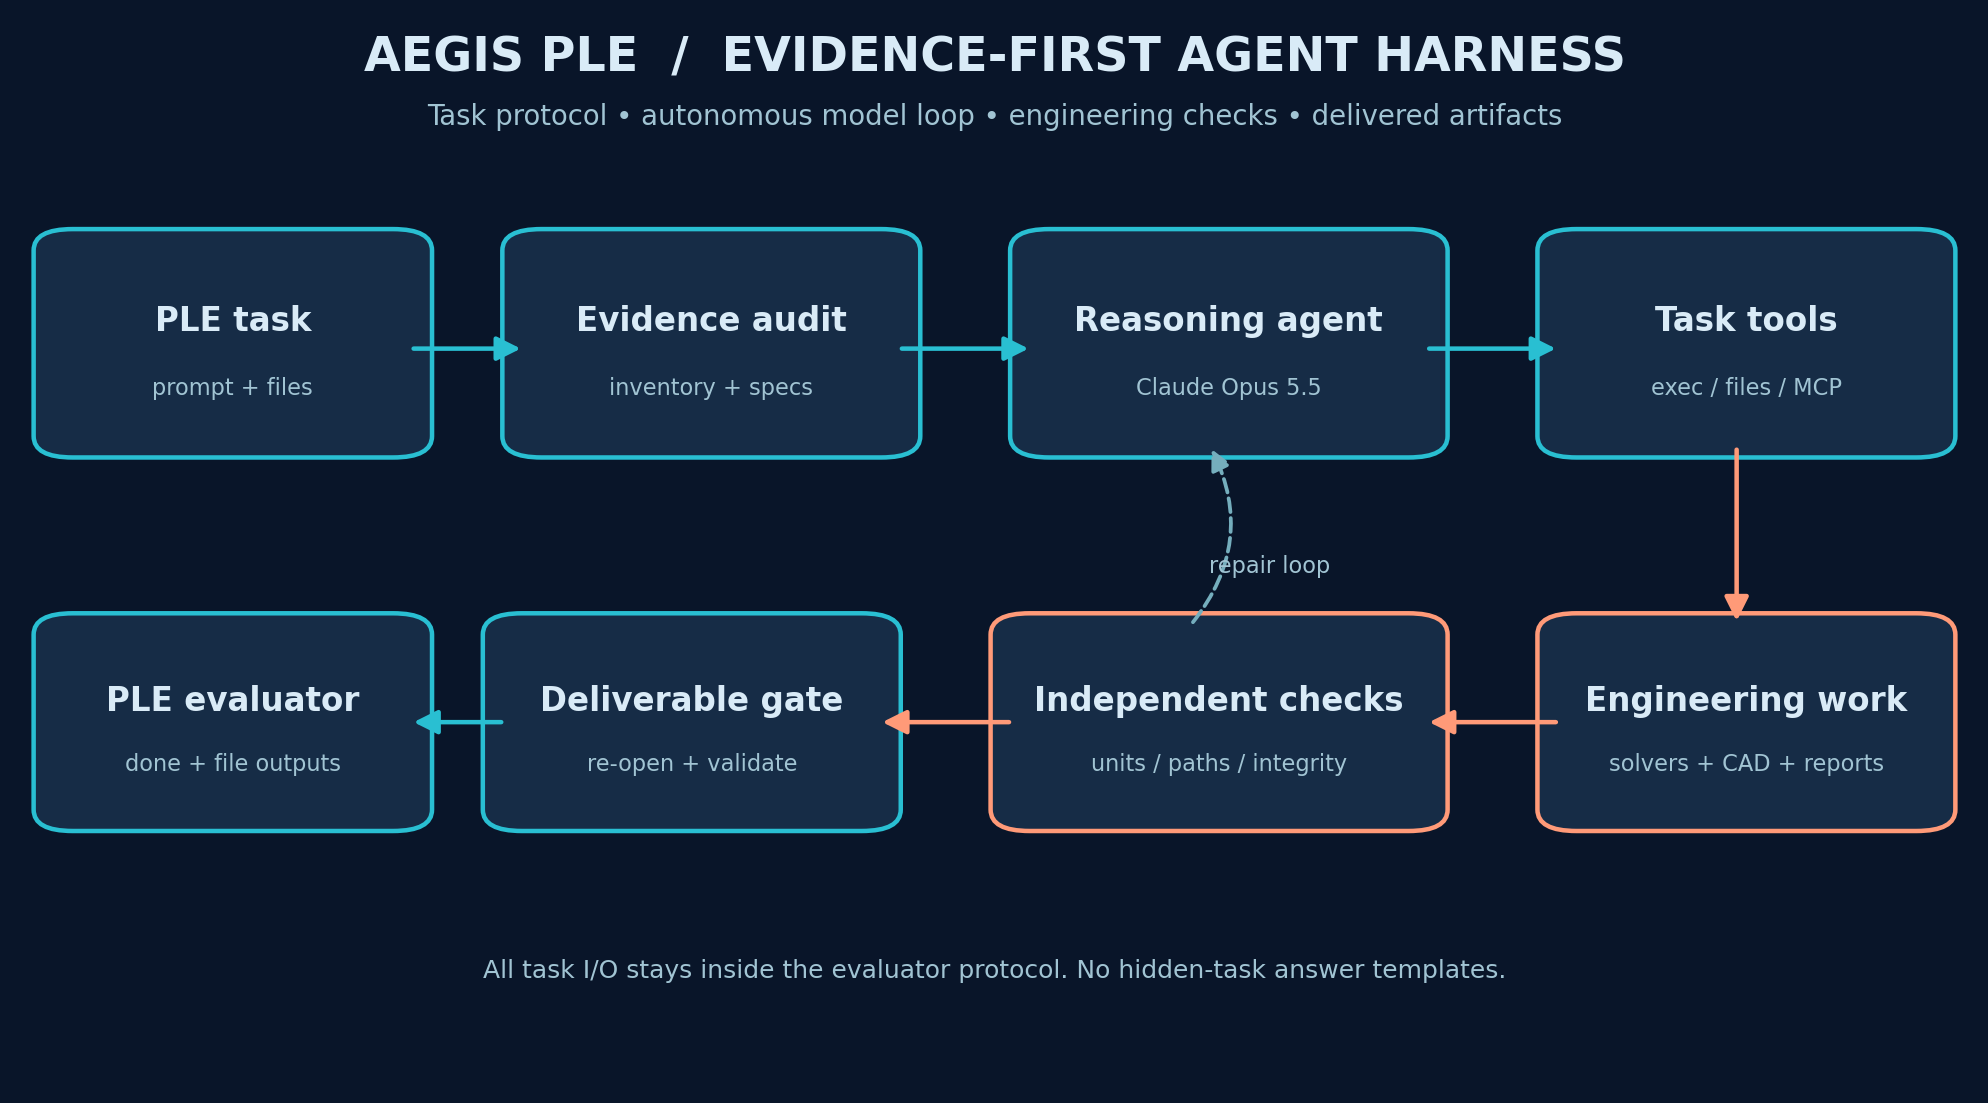 AEGIS PLE / EVIDENCE-FIRST AGENT HARNESS
Task protocol • autonomous model loop • engineering checks • delivered artifacts
PLE task
prompt + files
Evidence audit
inventory + specs
Reasoning agent
Claude Opus 5.5
Task tools
exec / files / MCP
repair loop
PLE evaluator
done + file outputs
Deliverable gate
re-open + validate
Independent checks
units / paths / integrity
Engineering work
solvers + CAD + reports
All task I/O stays inside the evaluator protocol. No hidden-task answer templates.